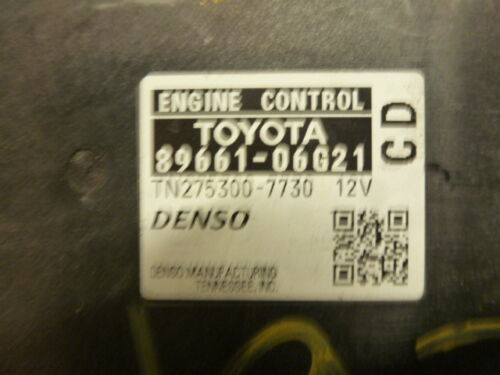 ENGINE CONTROL
TOYOTA
89661-06G21
CD
TN275300-7730 12V
DENSO
DENSO MANUFACTURING
TENNESSEE, INC.